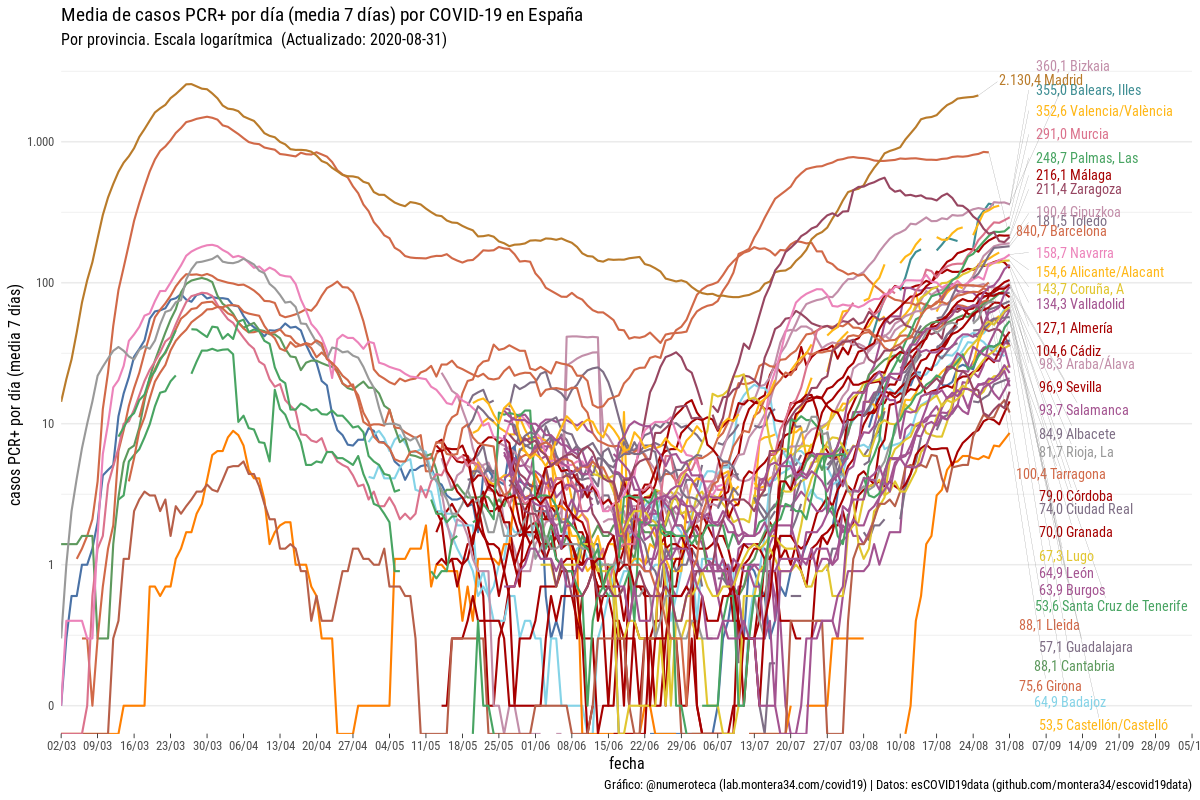 Media de casos PCR+ por día (media 7 días) por COVID-19 en España
Por provincia. Escala logarítmica (Actualizado: 2020-08-31)
360,1 Bizkaia
2.130,4 Madrid
355,0 Balears, Illes
352,6 Valencia/València
291,0 Murcia
248,7 Palmas, Las
216,1 Málaga
211,4 Zaragoza
190,4 Gipuzkoa
181,5 Toledo
840,7 Barcelona
158,7 Navarra
154,6 Alicante/Alacant
143,7 Coruña, A
134,3 Valladolid
127,1 Almería
104,6 Cádiz
98,3 Araba/Álava
96,9 Sevilla
93,7 Salamanca
84,9 Albacete
81,7 Rioja, La
100,4 Tarragona
79,0 Córdoba
74,0 Ciudad Real
70,0 Granada
67,3 Lugo
64,9 León
63,9 Burgos
53,6 Santa Cruz de Tenerife
88,1 Lleida
57,1 Guadalajara
88,1 Cantabria
75,6 Girona
64,9 Badajoz
53,5 Castellón/Castelló
casos PCR+ por día (media 7 días)
1.000
100
10
1
0
02/03 09/03 16/03 23/03 30/03 06/04 13/04 20/04 27/04 04/05 11/05 18/05 25/05 01/06 08/06 15/06 22/06 29/06 06/07 13/07 20/07 27/07 03/08 10/08 17/08 24/08 31/08 07/09 14/09 21/09 28/09 05/1
fecha
Gráfico: @numeroteca (lab.montera34.com/covid19) | Datos: esCOVID19data (github.com/montera34/escovid19data)